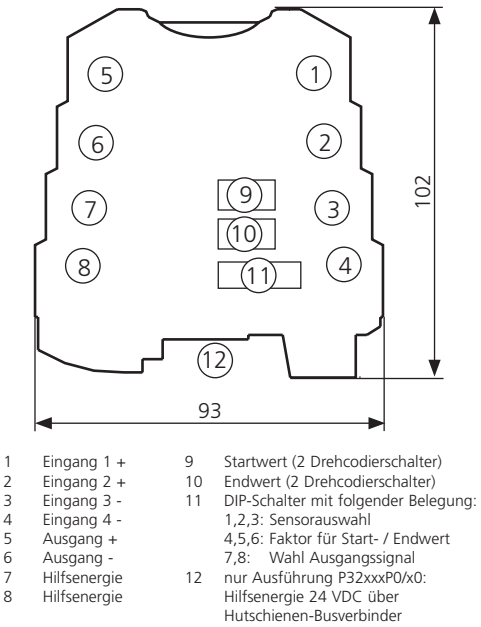 5
1
6
2
7
9
3
10
8
11
4
12
102
93
1 Eingang 1 +
2 Eingang 2 +
3 Eingang 3 -
4 Eingang 4 -
5 Ausgang +
6 Ausgang -
7 Hilfsenergie
8 Hilfsenergie
9 Startwert (2 Drehcodierschalter)
10 Endwert (2 Drehcodierschalter)
11 DIP-Schalter mit folgender Belegung:
1,2,3: Sensorauswahl
4,5,6: Faktor für Start- / Endwert
7,8: Wahl Ausgangssignal
12 nur Ausführung P32xxxP0/x0:
Hilfsenergie 24 VDC über
Hutschienen-Busverbinder